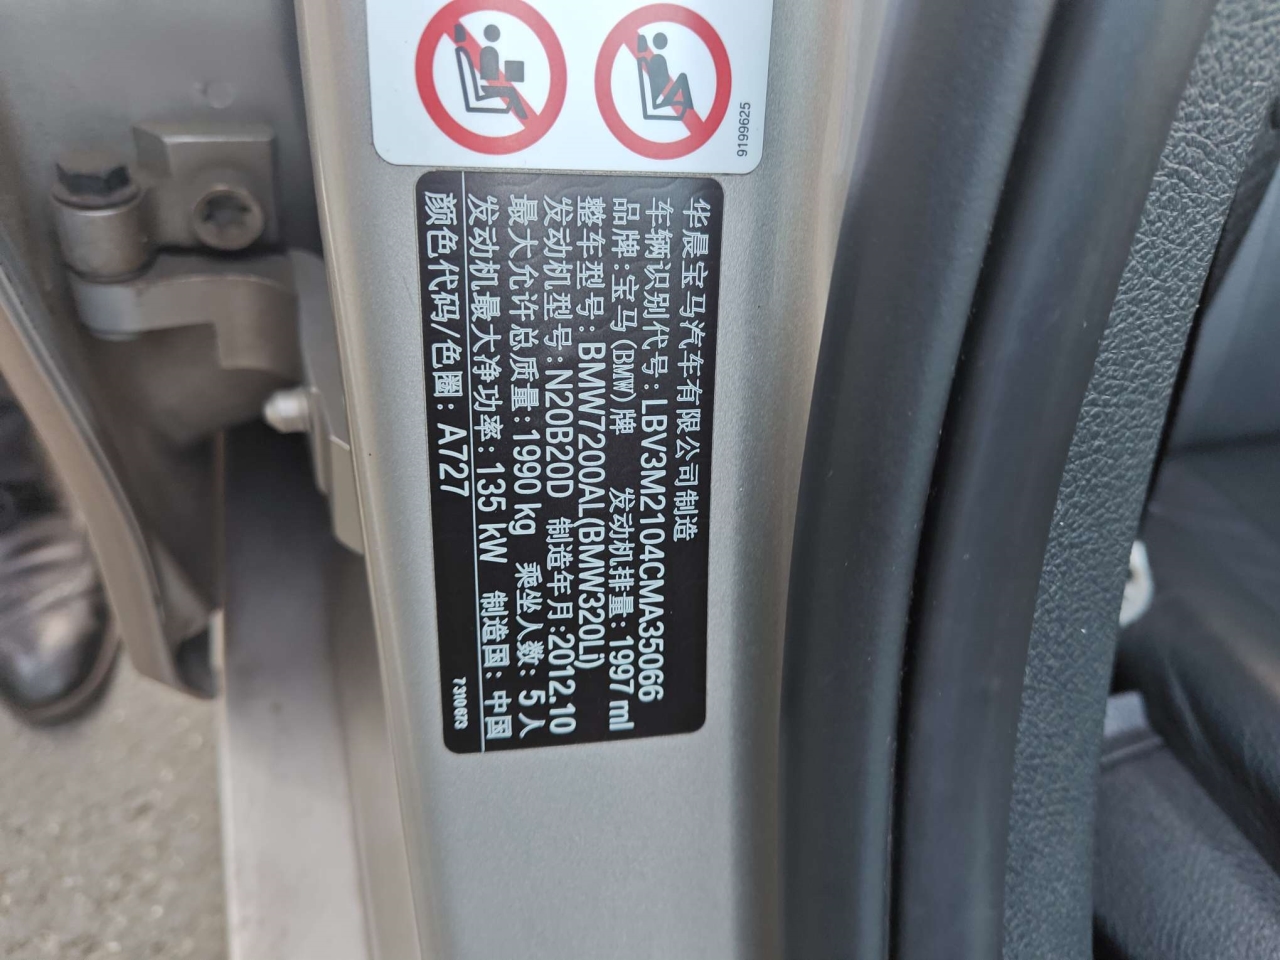 9199625
华晨宝马汽车有限公司制造
车辆识别代号:LBV3M2104CMA35066
品牌:宝马(BMW)牌 发动机排量:1997 ml
整车型号:BMW7200AL(BMW320Li)
发动机型号:N20B20D 制造年月:2012.10
最大允许总质量:1990 kg 乘坐人数:5人
发动机最大净功率:135 kW 制造国:中国
颜色代码/色圈:A727 7310673